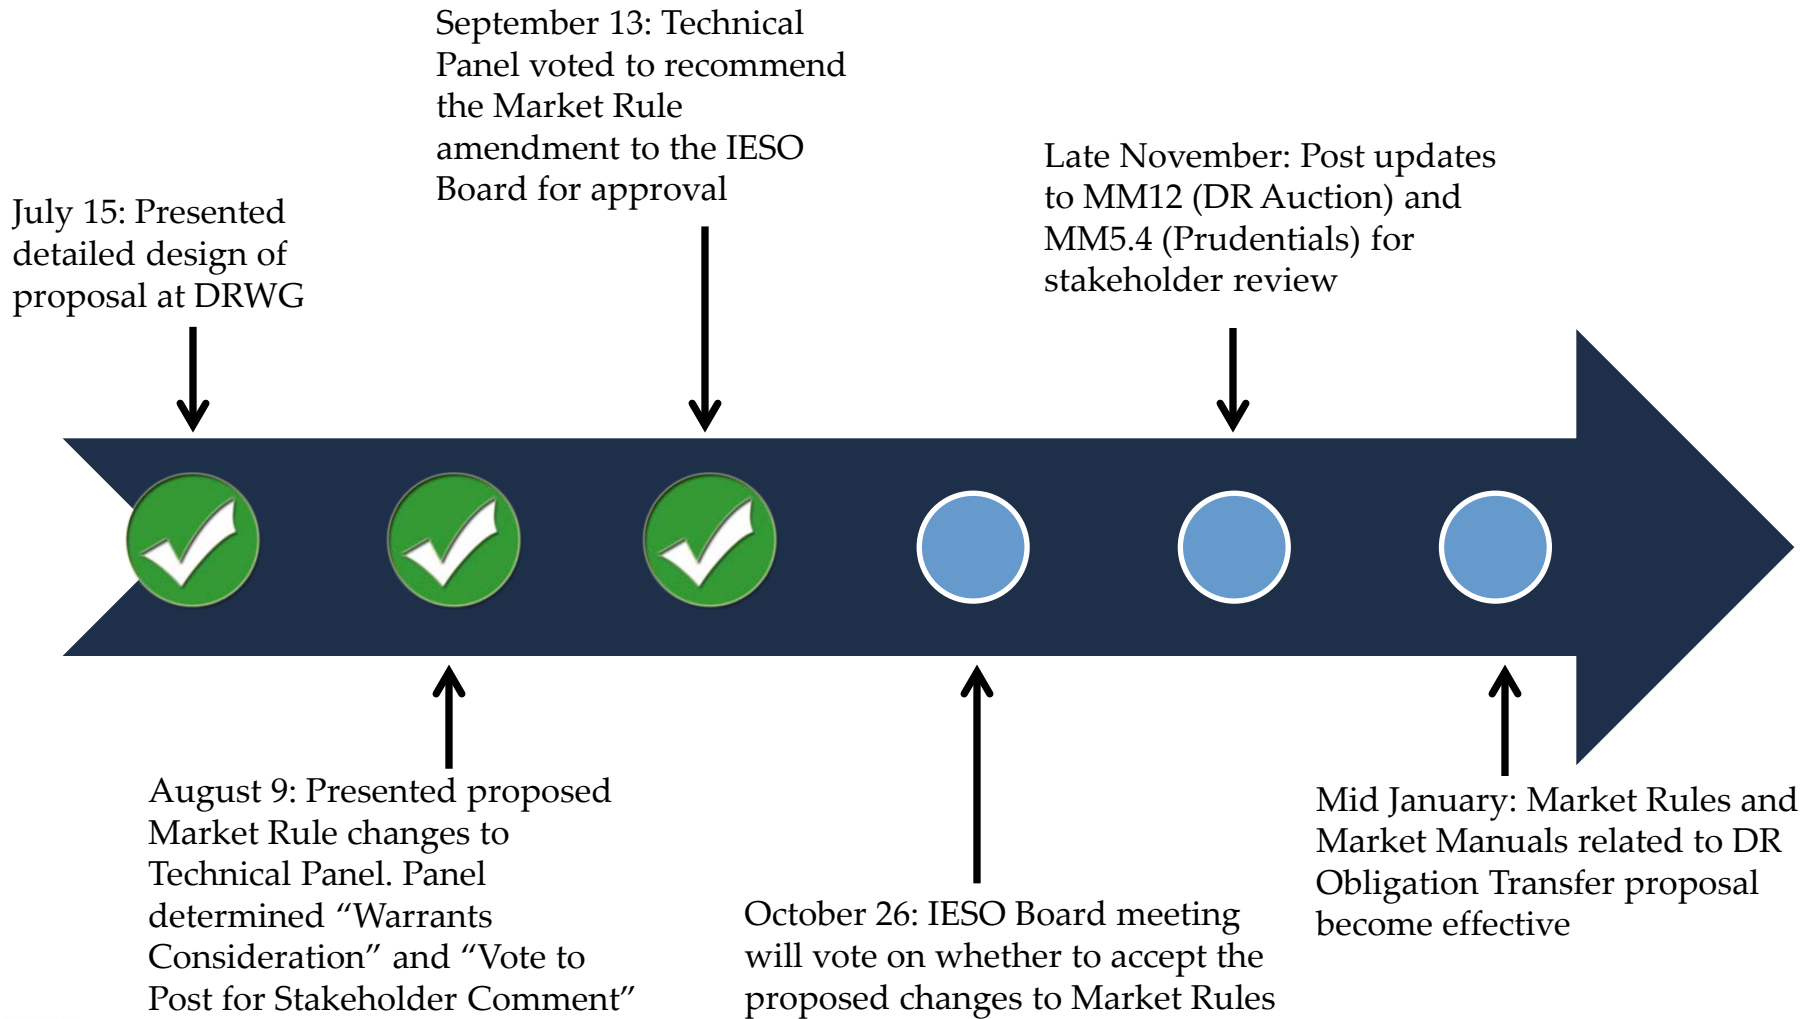 July 15: Presented
detailed design of
proposal at DRWG
August 9: Presented proposed
Market Rule changes to
Technical Panel. Panel
determined “Warrants
Consideration” and “Vote to
Post for Stakeholder Comment”
September 13: Technical
Panel voted to recommend
the Market Rule
amendment to the IESO
Board for approval
October 26: IESO Board meeting
will vote on whether to accept the
proposed changes to Market Rules
Late November: Post updates
to MM12 (DR Auction) and
MM5.4 (Prudentials) for
stakeholder review
Mid January: Market Rules and
Market Manuals related to DR
Obligation Transfer proposal
become effective